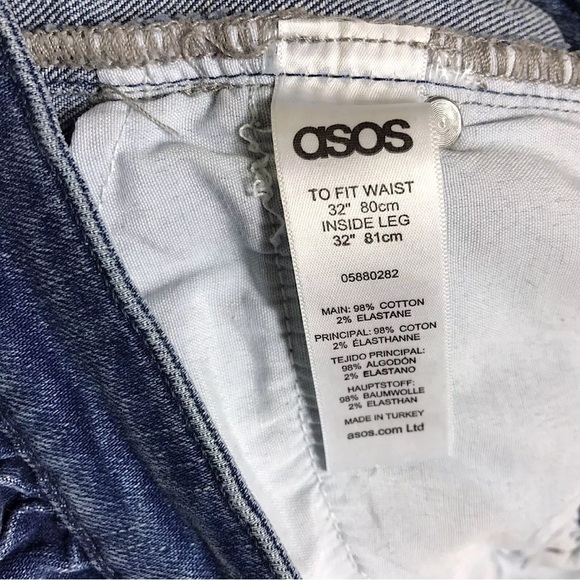 asos
TO FIT WAIST
32" 80cm
INSIDE LEG
32" 81cm
05880282
MAIN: 98% COTTON
2% ELASTANE
PRINCIPAL: 98% COTON
2% ÉLASTHANNE
TEJIDO PRINCIPAL:
98% ALGODÓN
2% ELASTANO
HAUPTSTOFF:
98% BAUMWOLLE
2% ELASTHAN
MADE IN TURKEY
asos.com Ltd